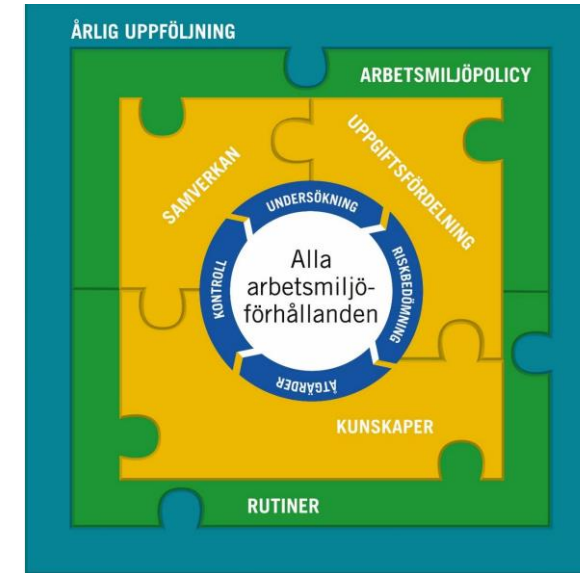 ÅRLIG UPPFÖLJNING
ARBETSMILJÖPOLICY
SAMVERKAN
UPPGIFTSFÖRDELNING
UNDERSÖKNING
RISKBEDÖMNING
ÅTGÄRDER
KONTROLL
Alla
arbetsmiljö-
förhållanden
KUNSKAPER
RUTINER